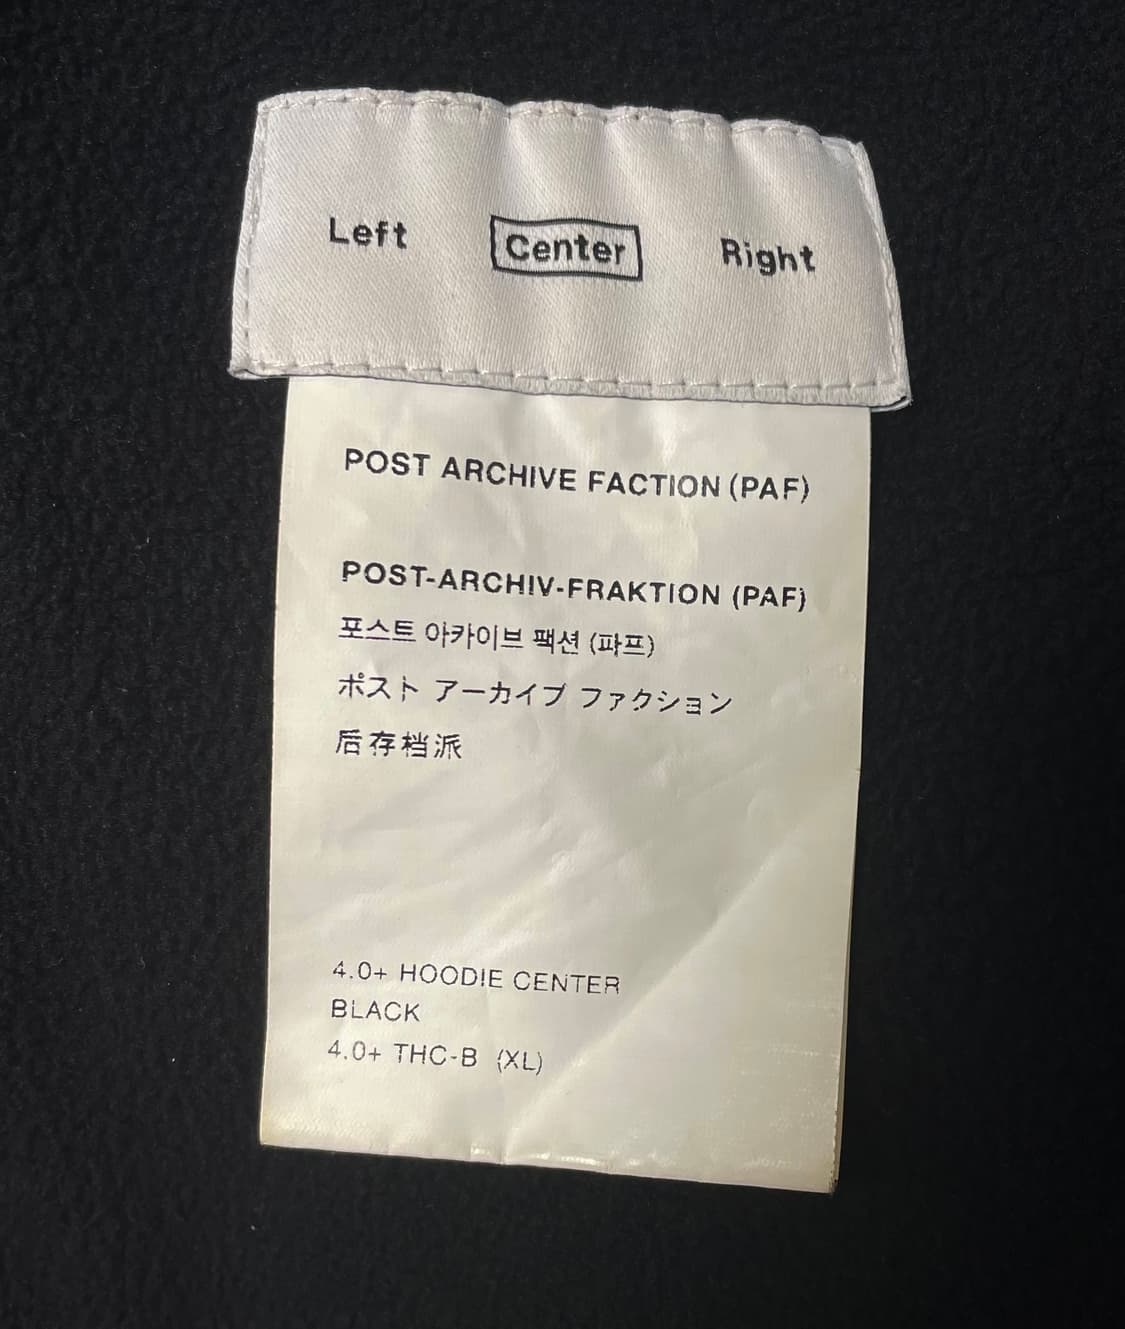 Left Center Right
POST ARCHIVE FACTION (PAF)
POST-ARCHIV-FRAKTION (PAF)
포스트 아카이브 팩션 (파프)
ポスト アーカイブ ファクション
后存档派
4.0+ HOODIE CENTER
BLACK
4.0+ THC-B (XL)